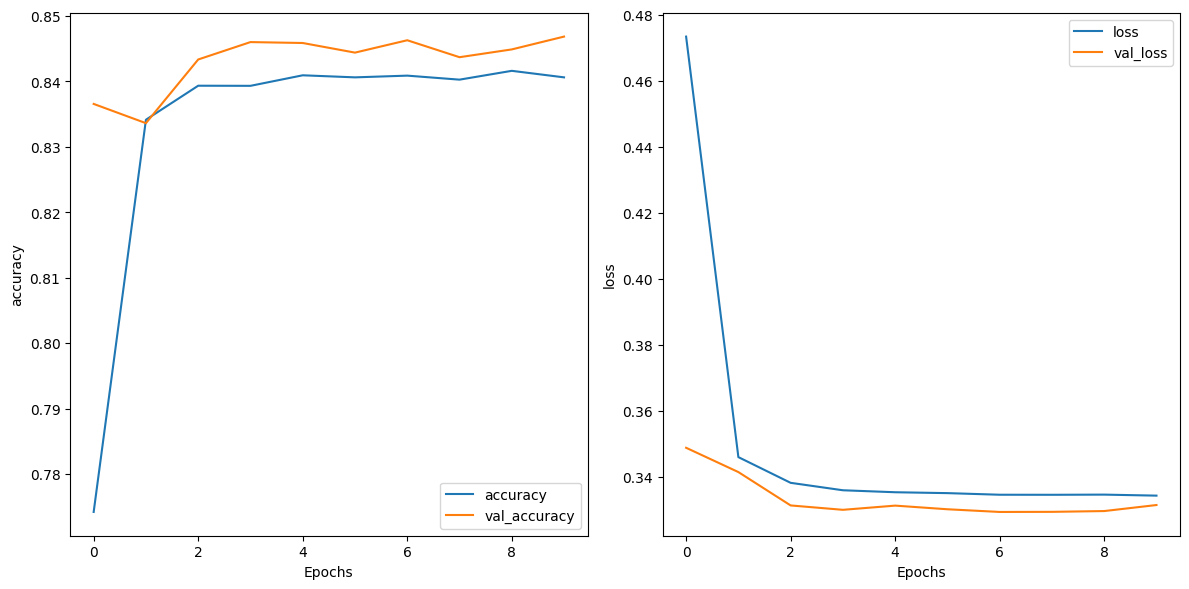 0.85
0.84
0.83
0.82
0.81
0.80
0.79
0.78
accuracy
accuracy
val_accuracy
0 2 4 6 8
Epochs
0.48
0.46
0.44
0.42
0.40
0.38
0.36
0.34
loss
loss
val_loss
0 2 4 6 8
Epochs